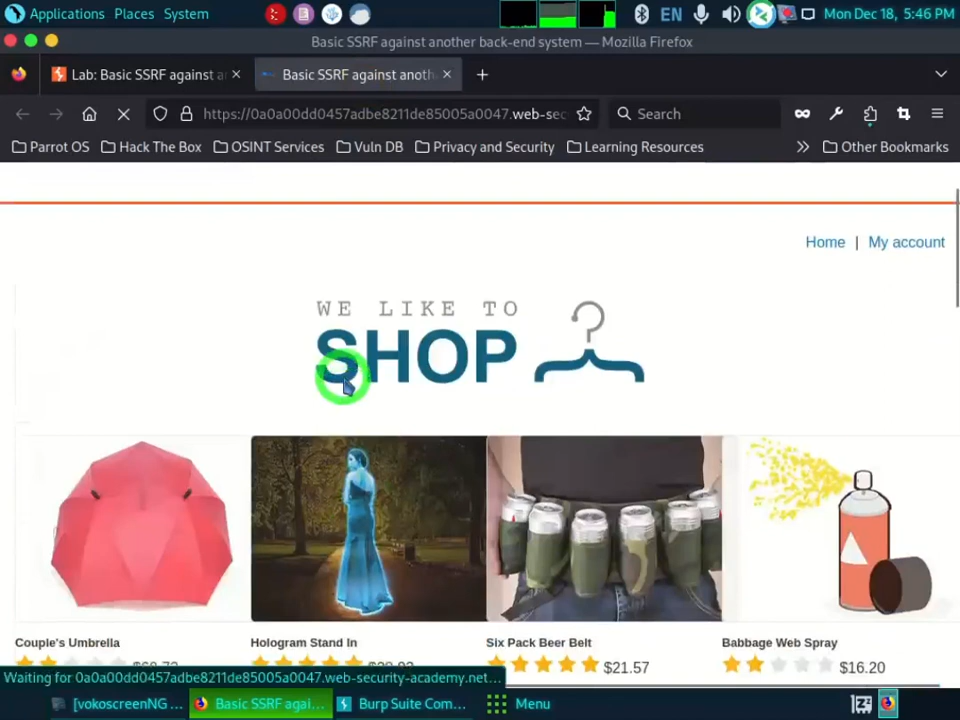 Applications Places System EN Mon Dec 18, 5:46 PM
Basic SSRF against another back-end system — Mozilla Firefox
Lab: Basic SSRF against a Basic SSRF against anoth
https://0a0a00dd0457adbe8211de85005a0047.web-sec Search
Parrot OS Hack The Box OSINT Services Vuln DB Privacy and Security Learning Resources Other Bookmarks
Home | My account
WE LIKE TO
SHOP
Couple's Umbrella Hologram Stand In Six Pack Beer Belt Babbage Web Spray
$21.57 $16.20
Waiting for 0a0a00dd0457adbe8211de85005a0047.web-security-academy.net...
[vokoscreenNG ... Basic SSRF agai... Burp Suite Com... Menu